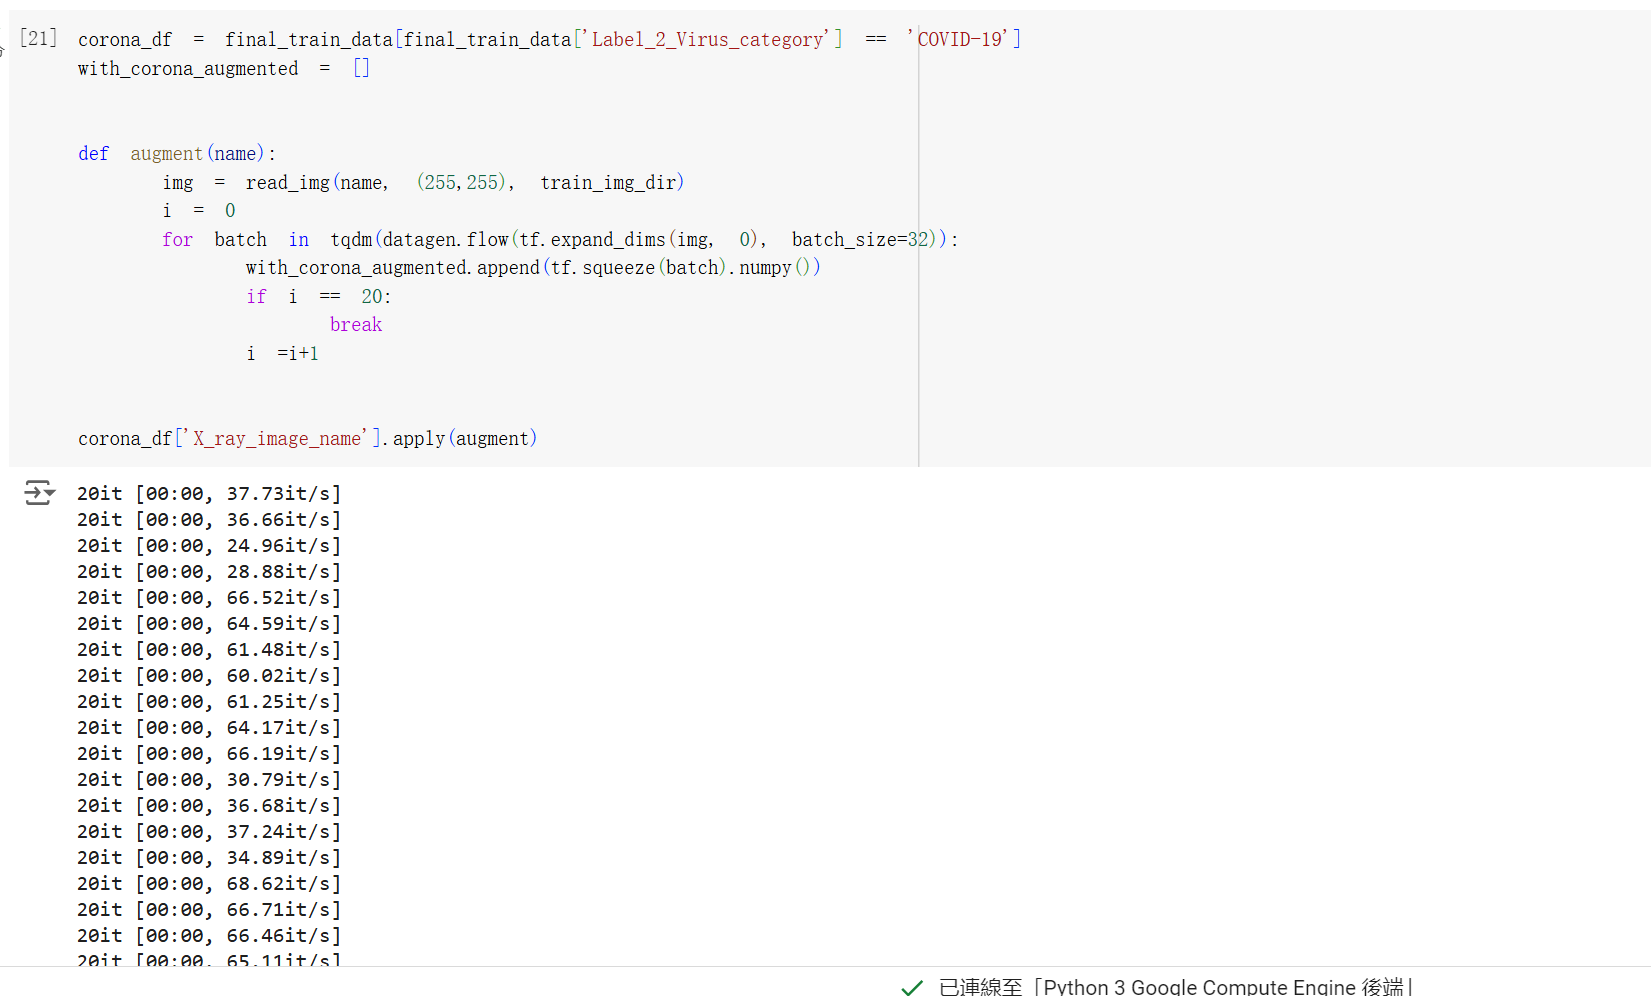 [21] corona_df = final_train_data[final_train_data['Label_2_Virus_category'] == 'COVID-19']
with_corona_augmented = []
def augment(name):
img = read_img(name, (255,255), train_img_dir)
i = 0
for batch in tqdm(datagen.flow(tf.expand_dims(img, 0), batch_size=32)):
with_corona_augmented.append(tf.squeeze(batch).numpy())
if i == 20:
break
i =i+1
corona_df['X_ray_image_name'].apply(augment)
20it [00:00, 37.73it/s]
20it [00:00, 36.66it/s]
20it [00:00, 24.96it/s]
20it [00:00, 28.88it/s]
20it [00:00, 66.52it/s]
20it [00:00, 64.59it/s]
20it [00:00, 61.48it/s]
20it [00:00, 60.02it/s]
20it [00:00, 61.25it/s]
20it [00:00, 64.17it/s]
20it [00:00, 66.19it/s]
20it [00:00, 30.79it/s]
20it [00:00, 36.68it/s]
20it [00:00, 37.24it/s]
20it [00:00, 34.89it/s]
20it [00:00, 68.62it/s]
20it [00:00, 66.71it/s]
20it [00:00, 66.46it/s]
20it [00:00, 65.11it/s]
已連線至「Python 3 Google Compute Engine 後端